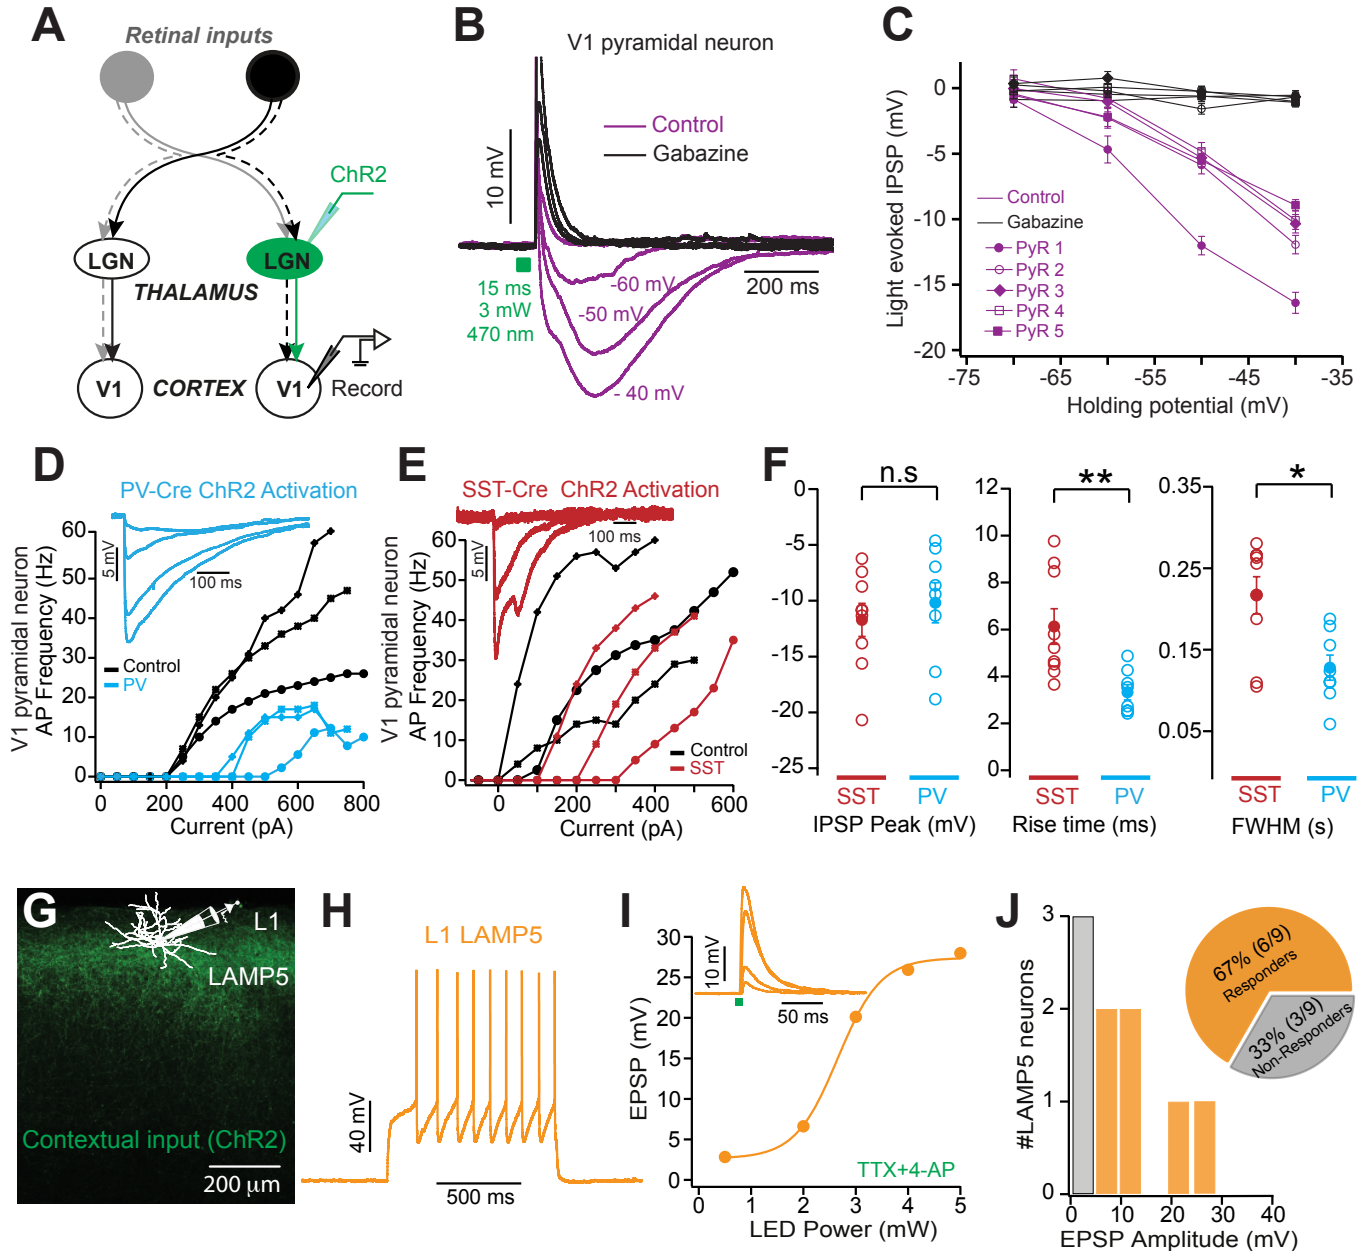 A
Retinal inputs
ChR2
LGN
LGN
THALAMUS
V1
CORTEX
V1
Record
B
V1 pyramidal neuron
Control
Gabazine
10 mV
15 ms
3 mW
470 nm
-60 mV
-50 mV
- 40 mV
200 ms
C
Light evoked IPSP (mV)
0
-5
-10
-15
-20
Control
Gabazine
PyR 1
PyR 2
PyR 3
PyR 4
PyR 5
-75
-65
-55
-45
-35
Holding potential (mV)
D
PV-Cre ChR2 Activation
V1 pyramidal neuron
AP Frequency (Hz)
60
50
40
30
20
10
0
5 mV
100 ms
Control
PV
0
200
400
600
800
Current (pA)
E
SST-Cre ChR2 Activation
V1 pyramidal neuron
AP Frequency (Hz)
60
50
40
30
20
10
0
5 mV
100 ms
Control
SST
0
200
400
600
Current (pA)
F
0
-5
-10
-15
-20
-25
n.s
SST
PV
IPSP Peak (mV)
12
10
8
6
4
2
0
**
SST
PV
Rise time (ms)
0.35
0.25
0.15
0.05
*
SST
PV
FWHM (s)
G
L1
LAMP5
Contextual input (ChR2)
200 µm
H
L1 LAMP5
40 mV
500 ms
I
EPSP (mV)
30
25
20
15
10
5
0
10 mV
50 ms
TTX+4-AP
0
1
2
3
4
5
LED Power (mW)
J
#LAMP5 neurons
3
2
1
0
67% (6/9)
Responders
33% (3/9)
Non-Responders
0
10
20
30
40
EPSP Amplitude (mV)